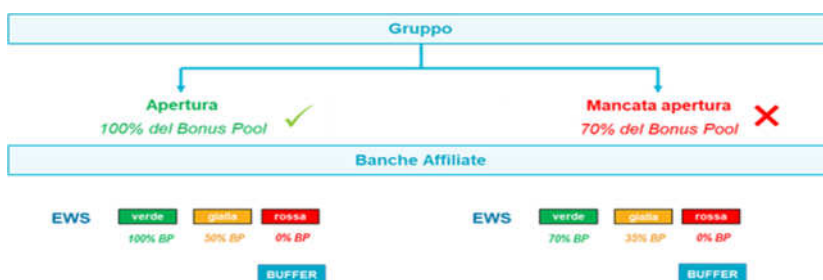 Gruppo
Apertura
100% del Bonus Pool
Mancata apertura
70% del Bonus Pool
Banche Affiliate
EWS verde gialla rossa
100% BP 50% BP 0% BP
BUFFER
EWS verde gialla rossa
70% BP 35% BP 0% BP
BUFFER